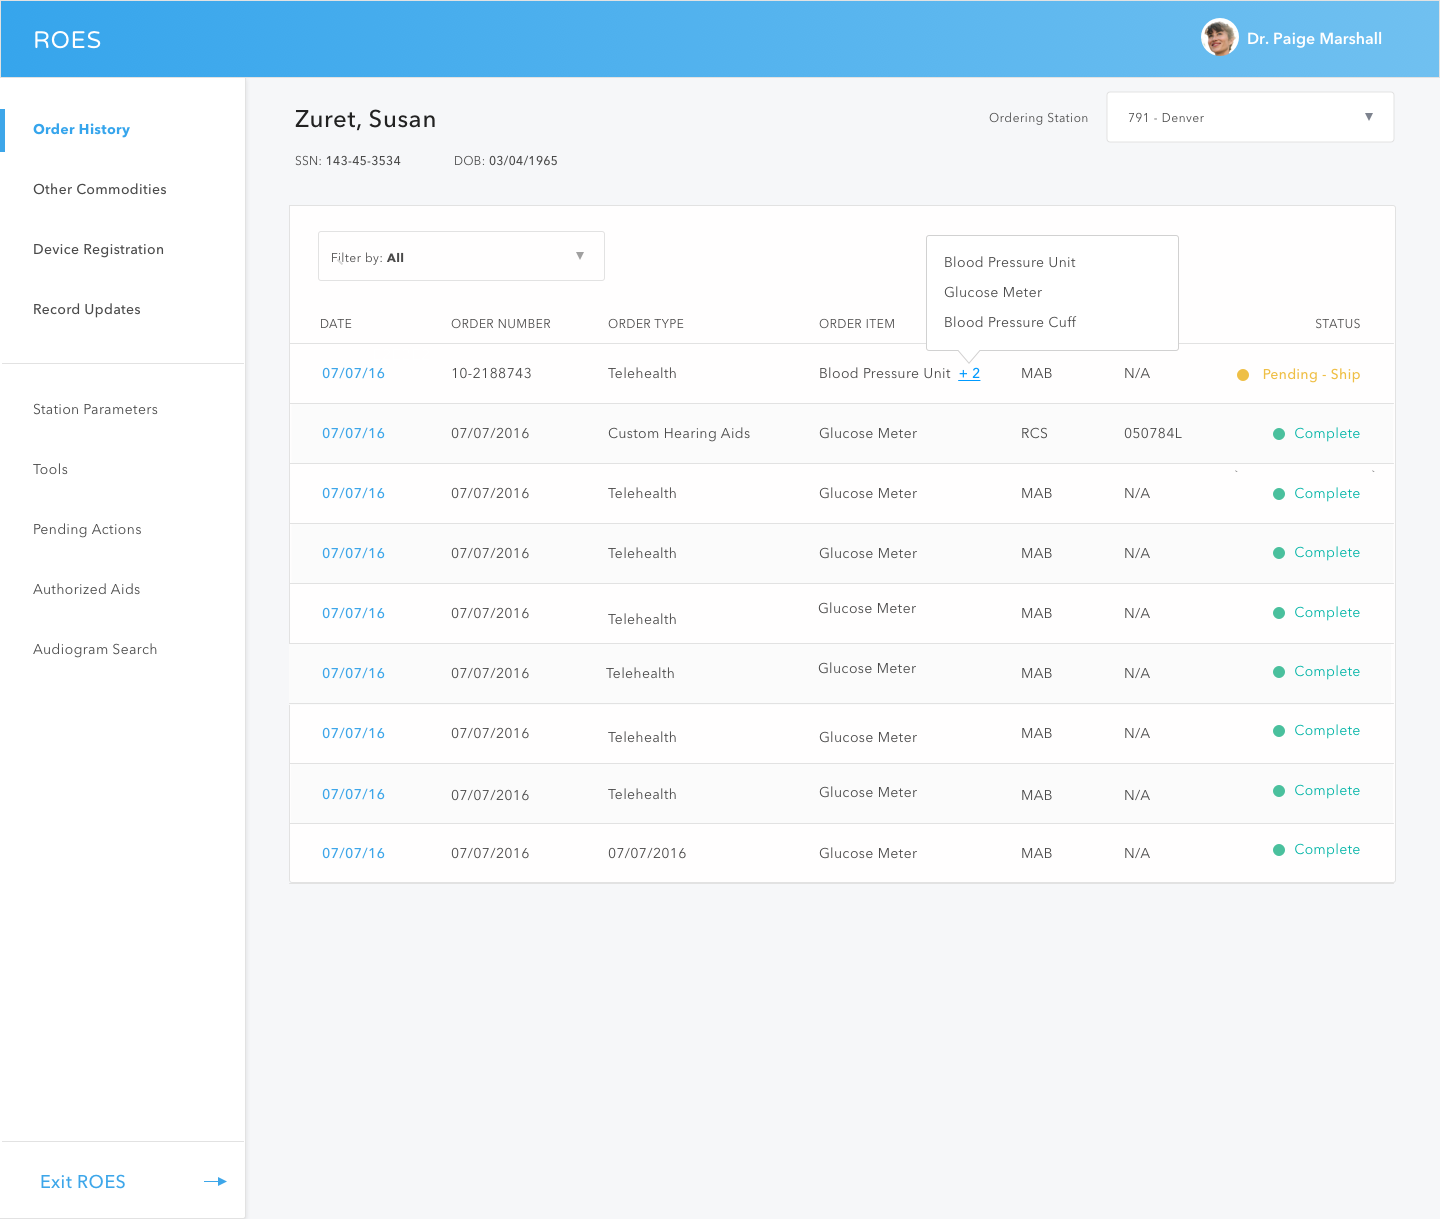 ROES
Dr. Paige Marshall
Order History
Other Commodities
Device Registration
Record Updates
Station Parameters
Tools
Pending Actions
Authorized Aids
Audiogram Search
Exit ROES
Zuret, Susan
Ordering Station
791 - Denver
SSN: 143-45-3534 DOB: 03/04/1965
Filter by: All
Blood Pressure Unit
Glucose Meter
Blood Pressure Cuff
DATE ORDER NUMBER ORDER TYPE ORDER ITEM STATUS
07/07/16 10-2188743 Telehealth Blood Pressure Unit + 2 MAB N/A Pending - Ship
07/07/16 07/07/2016 Custom Hearing Aids Glucose Meter RCS 050784L Complete
07/07/16 07/07/2016 Telehealth Glucose Meter MAB N/A Complete
07/07/16 07/07/2016 Telehealth Glucose Meter MAB N/A Complete
07/07/16 07/07/2016 Telehealth Glucose Meter MAB N/A Complete
07/07/16 07/07/2016 Telehealth Glucose Meter MAB N/A Complete
07/07/16 07/07/2016 Telehealth Glucose Meter MAB N/A Complete
07/07/16 07/07/2016 Telehealth Glucose Meter MAB N/A Complete
07/07/16 07/07/2016 07/07/2016 Glucose Meter MAB N/A Complete